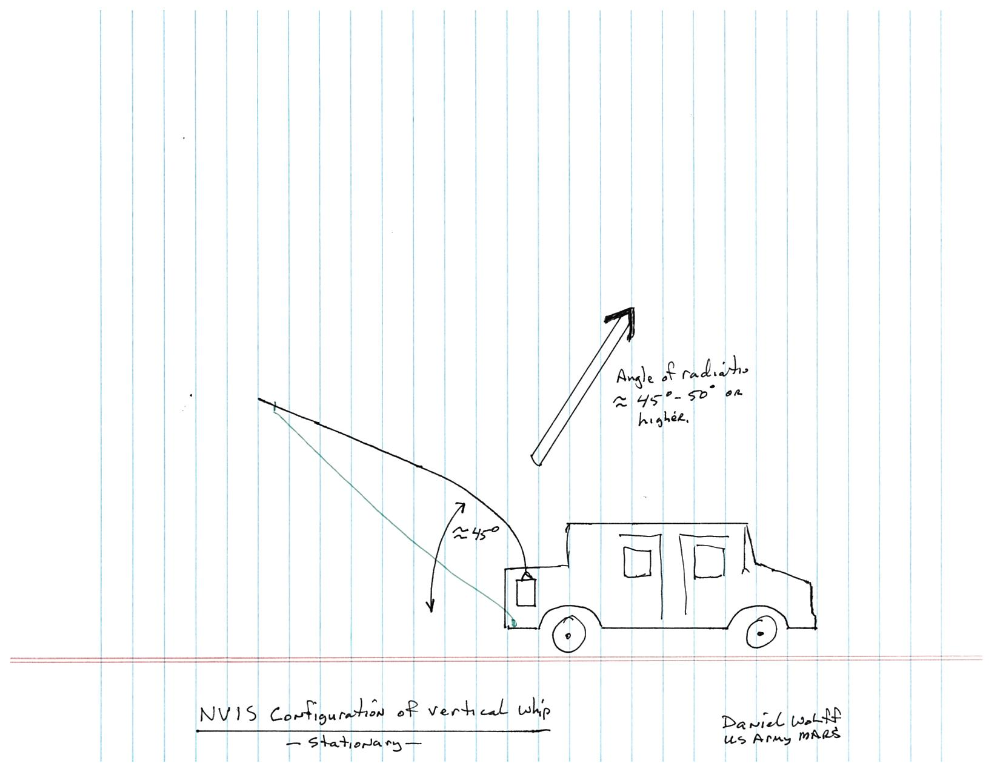 Angle of radiatio
≈ 45° - 50° OR
higher.
≈ 45°
NVIS Configuration of vertical whip
- Stationary -
Daniel Wolff
US Army MARS